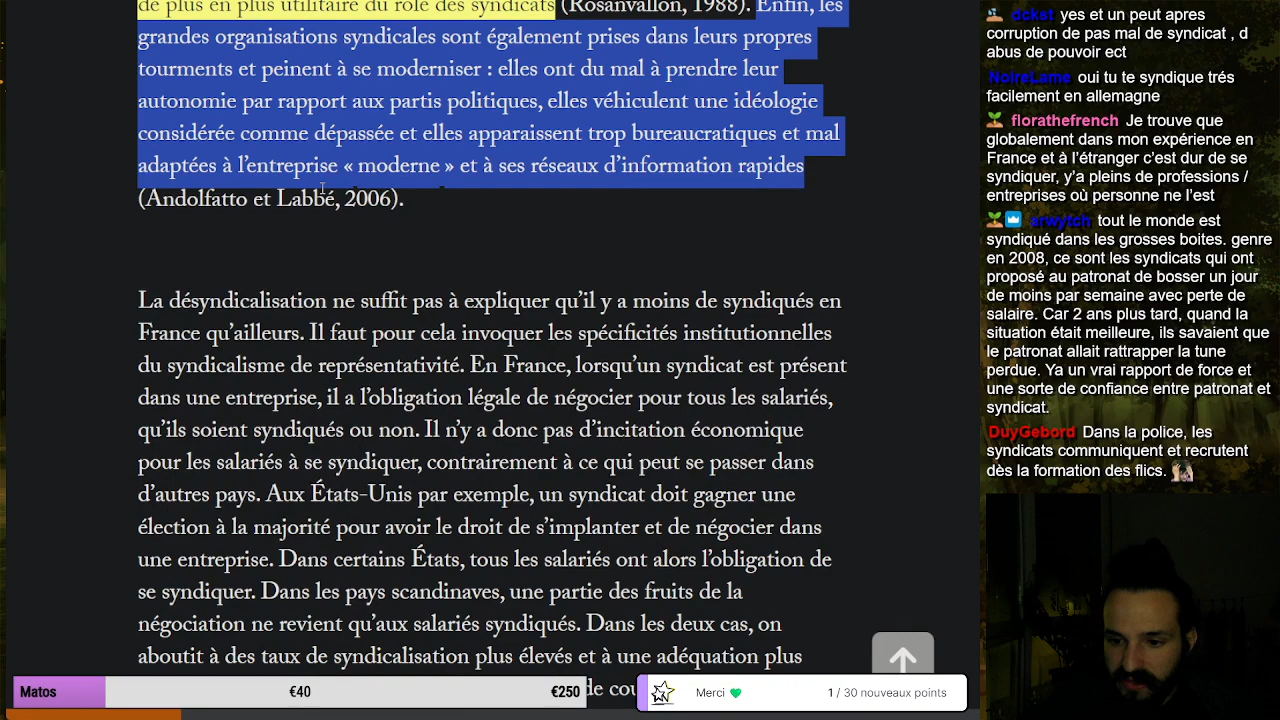 de plus en plus utilitaire du rôle des syndicats (Rosanvallon, 1988). Enfin, les
grandes organisations syndicales sont également prises dans leurs propres
tourments et peinent à se moderniser : elles ont du mal à prendre leur
autonomie par rapport aux partis politiques, elles véhiculent une idéologie
considérée comme dépassée et elles apparaissent trop bureaucratiques et mal
adaptées à l'entreprise « moderne » et à ses réseaux d'information rapides
(Andolfatto et Labbé, 2006).
La désyndicalisation ne suffit pas à expliquer qu'il y a moins de syndiqués en
France qu'ailleurs. Il faut pour cela invoquer les spécificités institutionnelles
du syndicalisme de représentativité. En France, lorsqu'un syndicat est présent
dans une entreprise, il a l'obligation légale de négocier pour tous les salariés,
qu'ils soient syndiqués ou non. Il n'y a donc pas d'incitation économique
pour les salariés à se syndiquer, contrairement à ce qui peut se passer dans
d'autres pays. Aux États-Unis par exemple, un syndicat doit gagner une
élection à la majorité pour avoir le droit de s'implanter et de négocier dans
une entreprise. Dans certains États, tous les salariés ont alors l'obligation de
se syndiquer. Dans les pays scandinaves, une partie des fruits de la
négociation ne revient qu'aux salariés syndiqués. Dans les deux cas, on
aboutit à des taux de syndicalisation plus élevés et à une adéquation plus
Matos €40 €250
Merci 1 / 30 nouveaux points
dckst yes et un peut apres
corruption de pas mal de syndicat , d
abus de pouvoir ect
NoireLame oui tu te syndique trés
facilement en allemagne
florathefrench Je trouve que
globalement dans mon expérience en
France et à l'étranger c'est dur de se
syndiquer, y'a pleins de professions /
entreprises où personne ne l'est
arwytch tout le monde est
syndiqué dans les grosses boites. genre
en 2008, ce sont les syndicats qui ont
proposé au patronat de bosser un jour
de moins par semaine avec perte de
salaire. Car 2 ans plus tard, quand la
situation était meilleure, ils savaient que
le patronat allait rattrapper la tune
perdue. Ya un vrai rapport de force et
une sorte de confiance entre patronat et
syndicat.
DuyGebord Dans la police, les
syndicats communiquent et recrutent
dès la formation des flics.